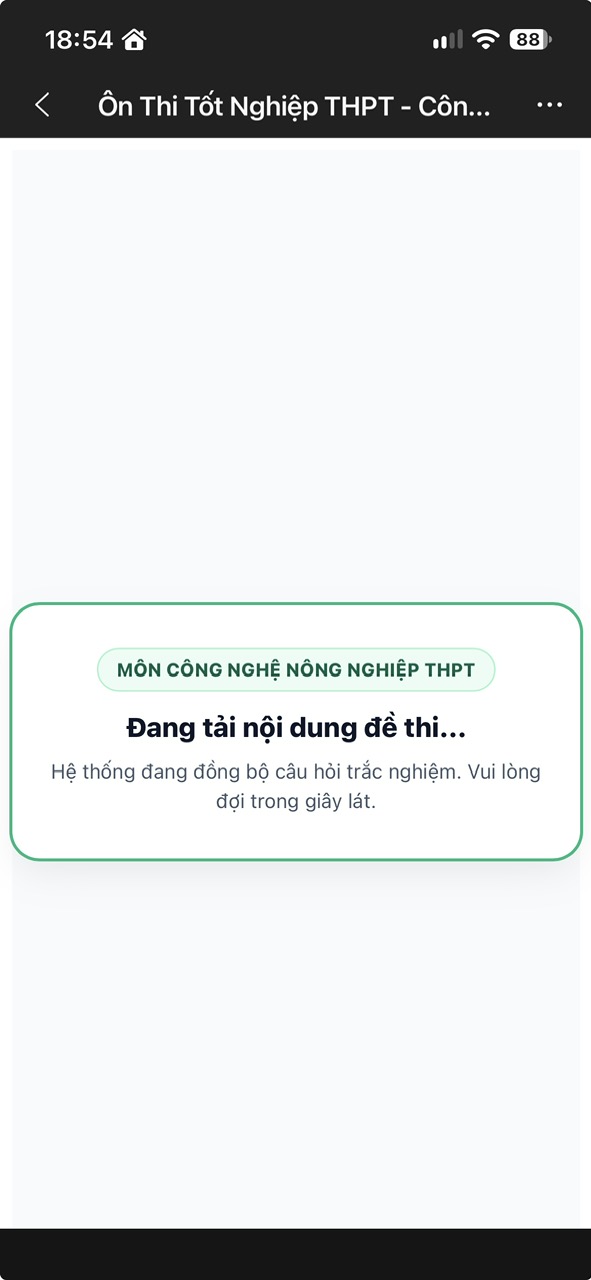 18:54
88
Ôn Thi Tốt Nghiệp THPT - Côn...
MÔN CÔNG NGHỆ NÔNG NGHIỆP THPT
Đang tải nội dung đề thi...
Hệ thống đang đồng bộ câu hỏi trắc nghiệm. Vui lòng
đợi trong giây lát.